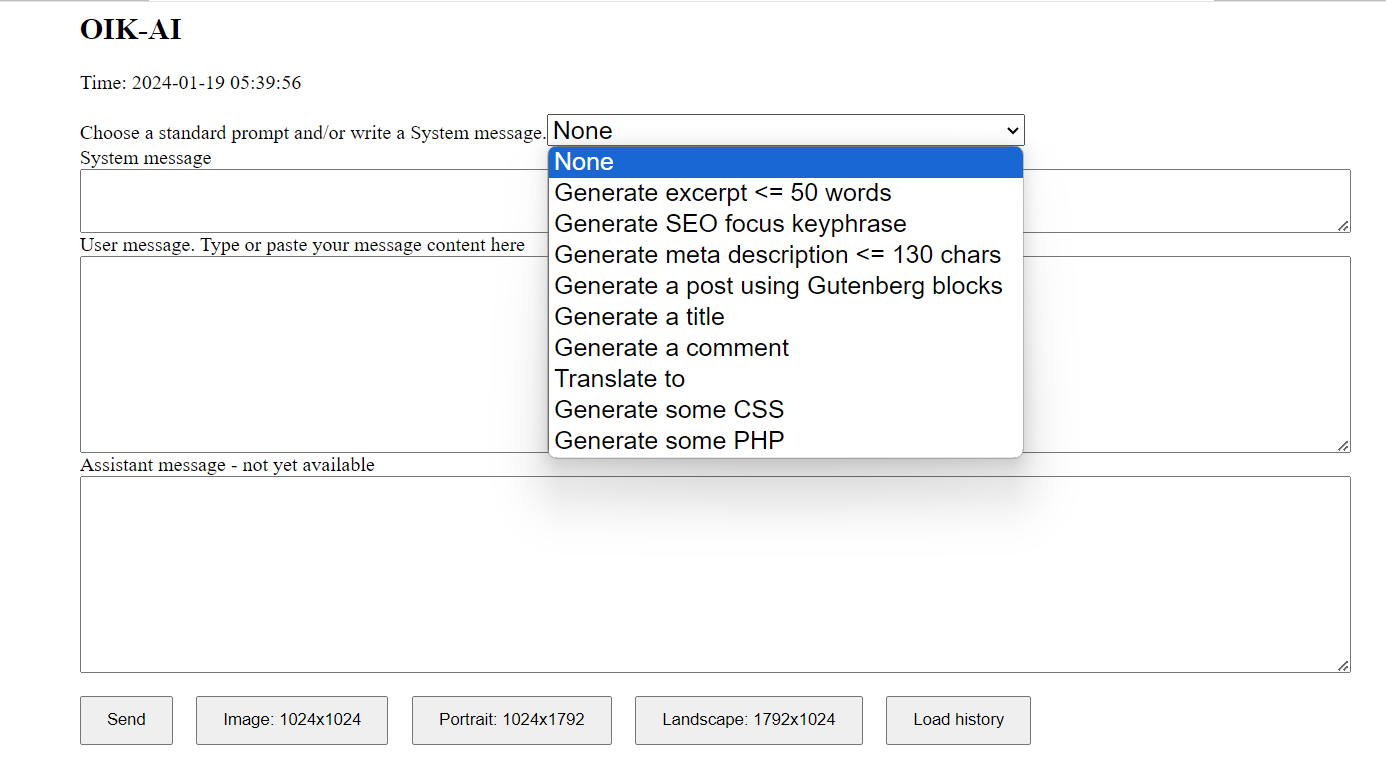 OIK-AI
Time: 2024-01-19 05:39:56
Choose a standard prompt and/or write a System message. None
System message
None
Generate excerpt <= 50 words
Generate SEO focus keyphrase
Generate meta description <= 130 chars
Generate a post using Gutenberg blocks
Generate a title
Generate a comment
Translate to
Generate some CSS
Generate some PHP
User message. Type or paste your message content here
Assistant message - not yet available
Send Image: 1024x1024 Portrait: 1024x1792 Landscape: 1792x1024 Load history